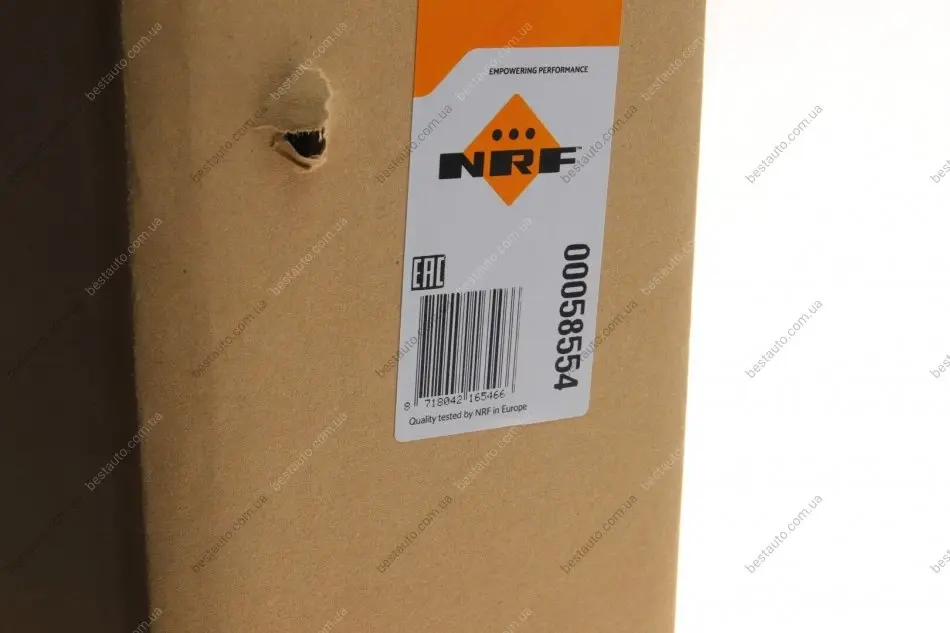 EMPOWERING PERFORMANCE
NRF
EAC
00058554
8 718042 165466
Quality tested by NRF in Europe
bestauto.com.ua